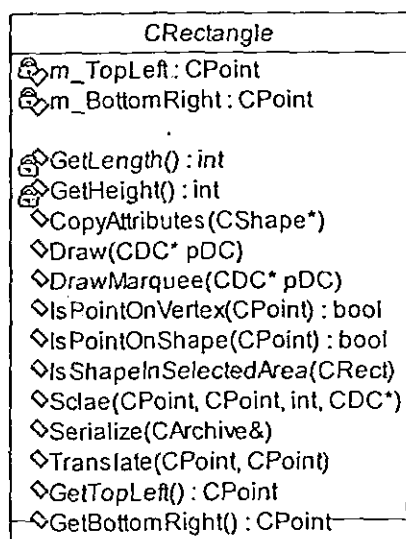 CRectangle
m_TopLeft : CPoint
m_BottomRight : CPoint
GetLength() : int
GetHeight() : int
CopyAttributes(CShape*)
Draw(CDC* pDC)
DrawMarquee(CDC* pDC)
IsPointOnVertex(CPoint) : bool
IsPointOnShape(CPoint) : bool
IsShapeInSelectedArea(CRect)
Sclae(CPoint, CPoint, int, CDC*)
Serialize(CArchive&)
Translate(CPoint, CPoint)
GetTopLeft() : CPoint
GetBottomRight() : CPoint